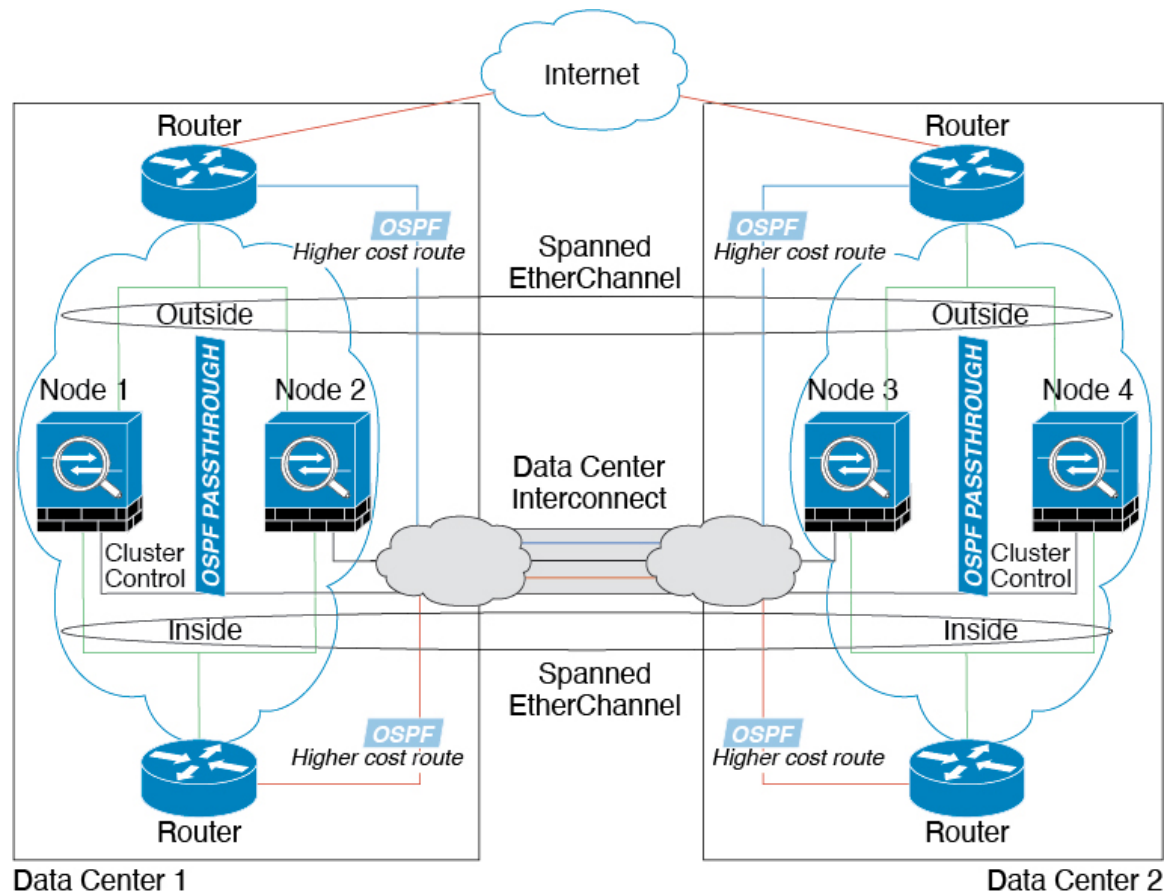 Internet
Router
Router
OSPF
Higher cost route
OSPF
Higher cost route
Spanned
EtherChannel
Outside
Outside
Node 1
OSPF PASSTHROUGH
Node 2
Node 3
OSPF PASSTHROUGH
Node 4
Data Center
Interconnect
Cluster
Control
Cluster
Control
Inside
Inside
Spanned
EtherChannel
OSPF
Higher cost route
OSPF
Higher cost route
Router
Router
Data Center 1
Data Center 2